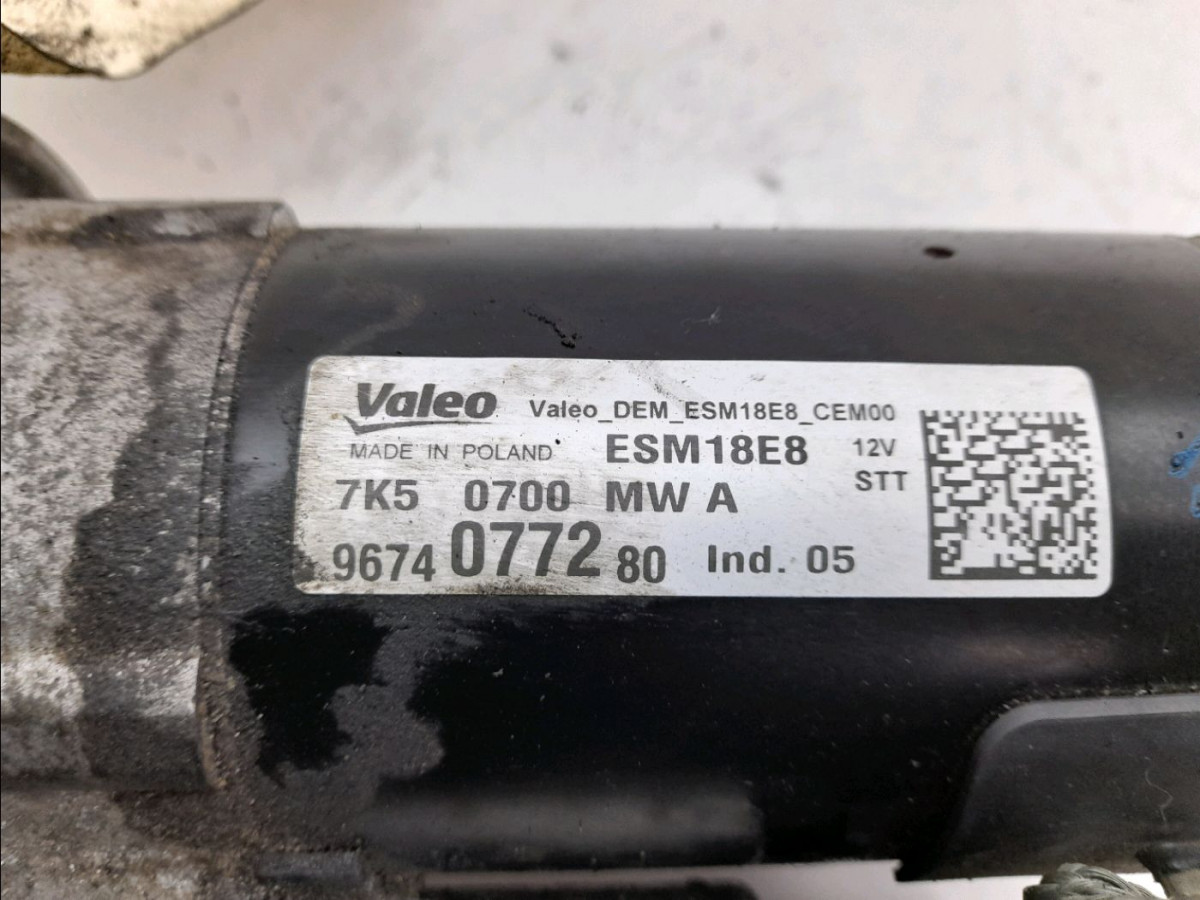 Valeo Valeo_DEM_ESM18E8_CEM00
MADE IN POLAND ESM18E8 12V
7K5 0700 MW A STT
9674 0772 80 Ind. 05